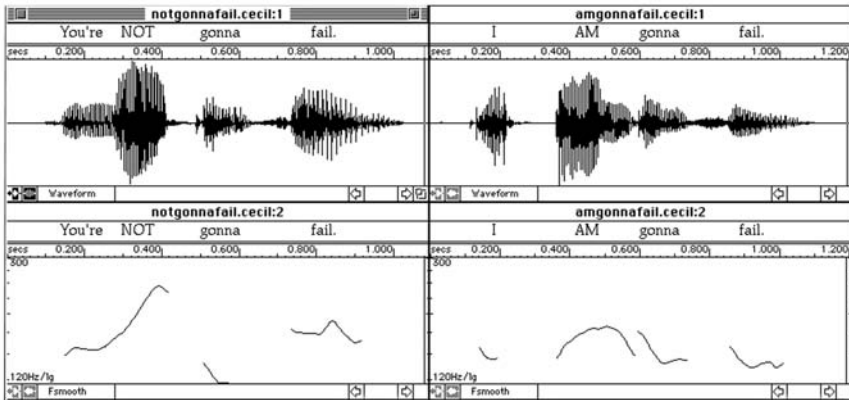 notgonnafail.cecil:1
You're NOT gonna fail.
secs 0.200 0.400 0.600 0.800 1.000
Waveform
amgonnafail.cecil:1
I AM gonna fail.
0.200 0.400 0.600 0.800 1.000 1.200
Waveform
notgonnafail.cecil:2
You're NOT gonna fail.
secs 0.200 0.400 0.600 0.800 1.000
300
120Hz/lg
Fsmooth
amgonnafail.cecil:2
I AM gonna fail.
secs 0.200 0.400 0.600 0.800 1.000 1.200
120Hz/lg
Fsmooth